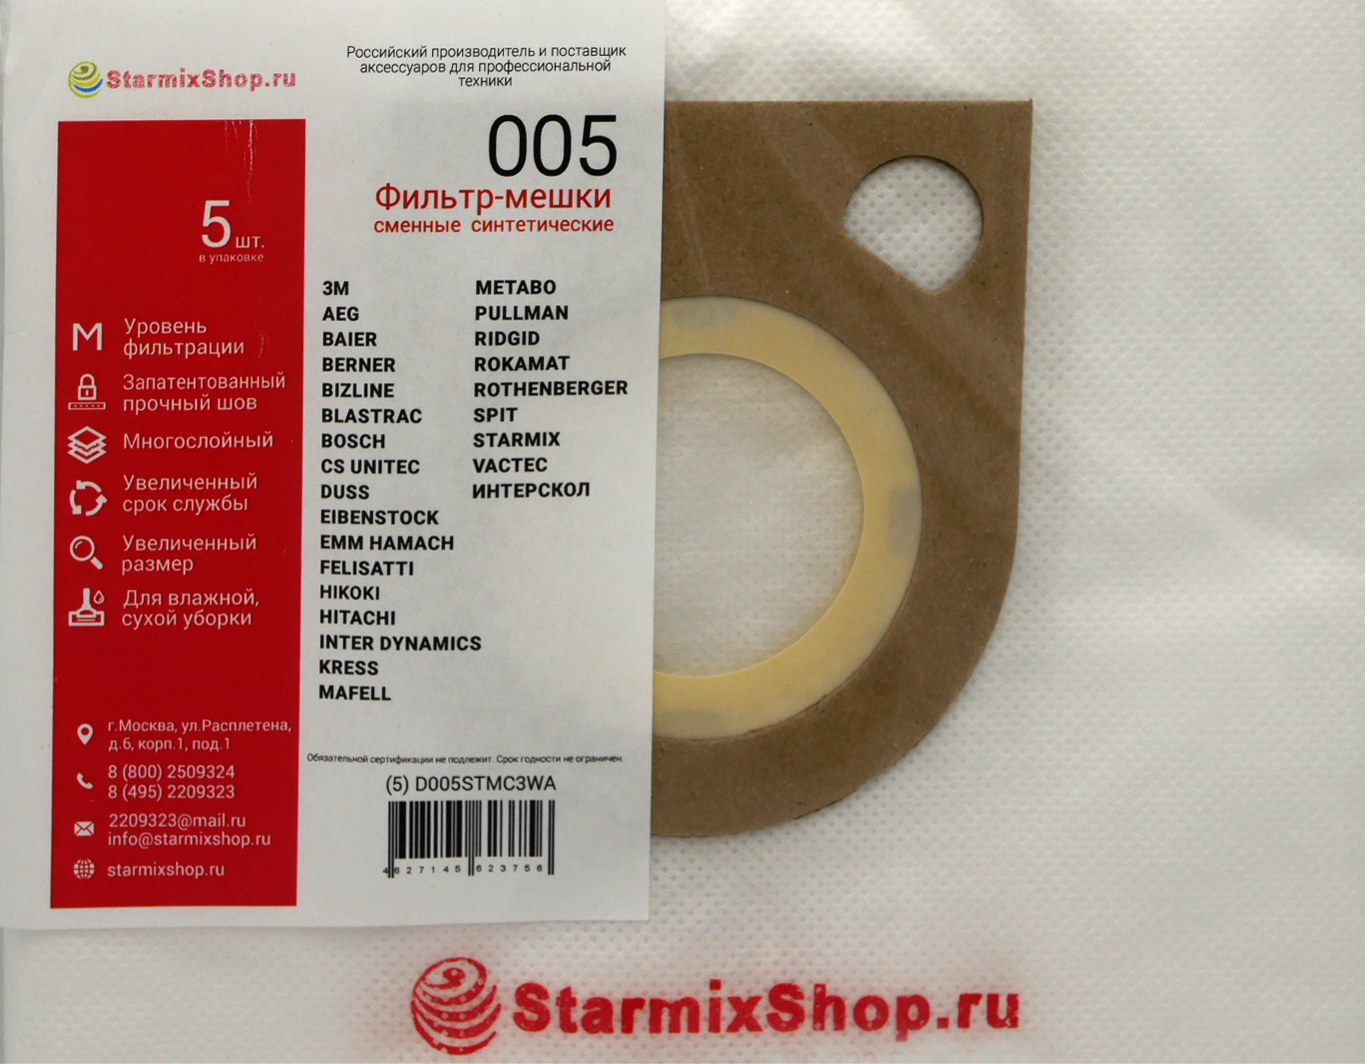 StarmixShop.ru
Российский производитель и поставщик
аксессуаров для профессиональной
техники
005
Фильтр-мешки
сменные синтетические
5 шт.
в упаковке
M Уровень
фильтрации
Запатентованный
прочный шов
Многослойный
Увеличенный
срок службы
Увеличенный
размер
Для влажной,
сухой уборки
г.Москва, ул.Расплетена,
д.6, корп.1, под.1
8 (800) 2509324
8 (495) 2209323
2209323@mail.ru
info@starmixshop.ru
starmixshop.ru
3M
AEG
BAIER
BERNER
BIZLINE
BLASTRAC
BOSCH
CS UNITEC
DUSS
EIBENSTOCK
EMM HAMACH
FELISATTI
HIKOKI
HITACHI
INTER DYNAMICS
KRESS
MAFELL
METABO
PULLMAN
RIDGID
ROKAMAT
ROTHENBERGER
SPIT
STARMIX
VACTEC
ИНТЕРСКОЛ
Обязательной сертификации не подлежит. Срок годности не ограничен.
(5) D005STMC3WA
4 627145 623756
StarmixShop.ru